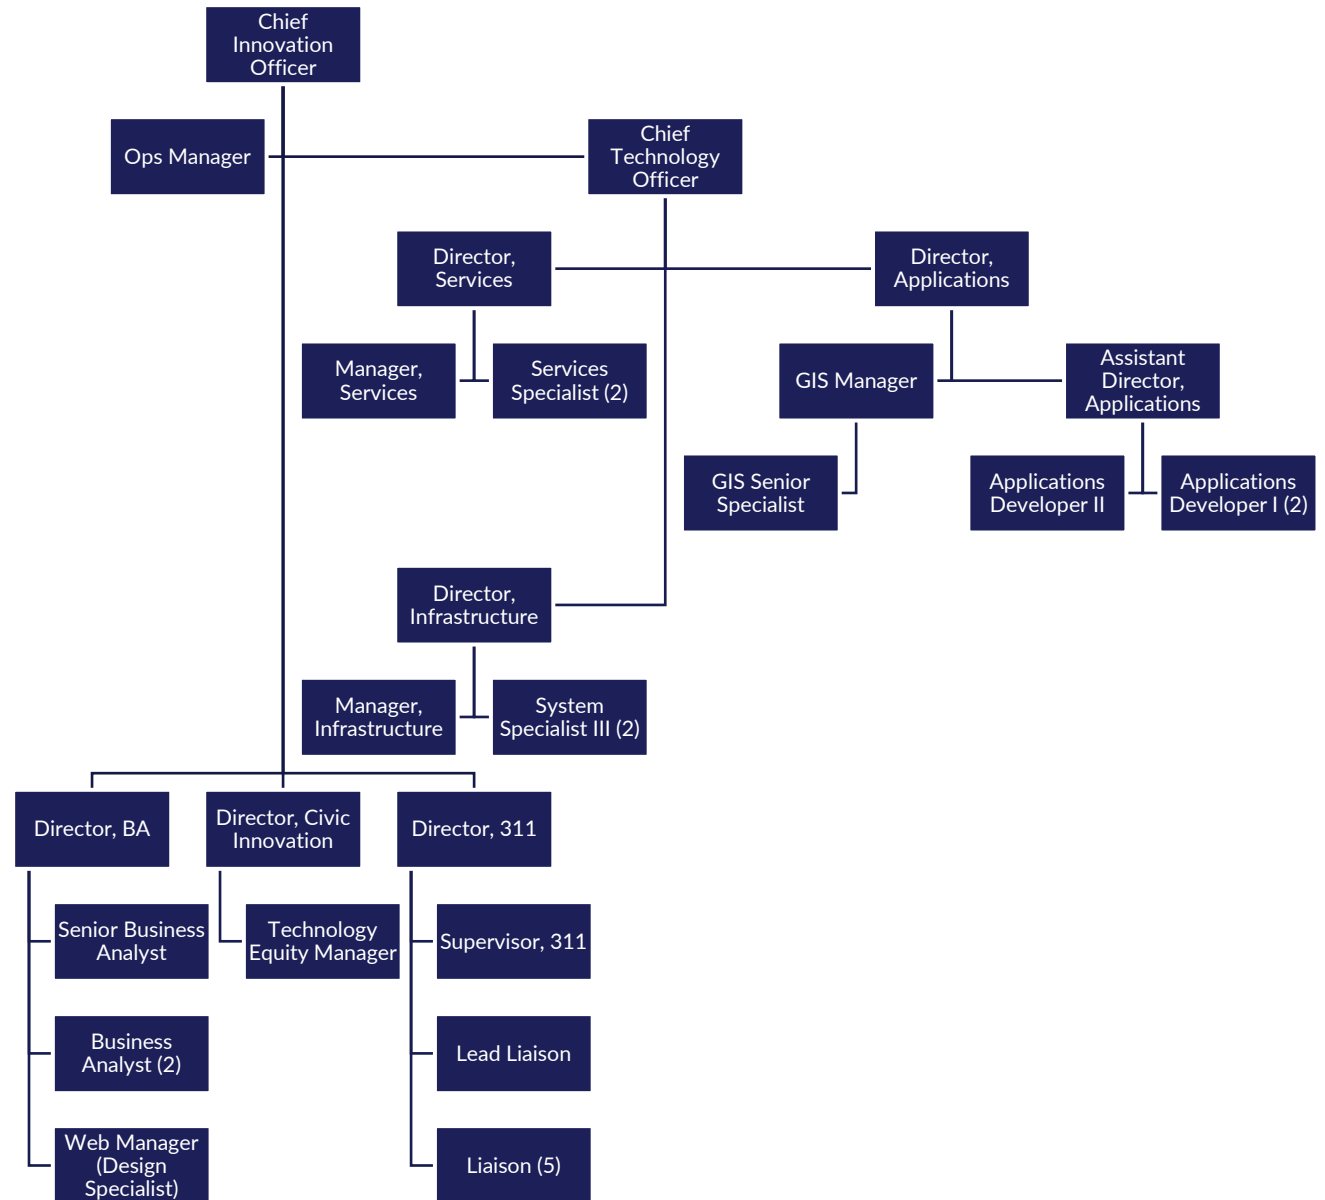 Chief
Innovation
Officer
Ops Manager
Chief
Technology
Officer
Director,
Services
Director,
Applications
Manager,
Services
Services
Specialist (2)
GIS Manager
Assistant
Director,
Applications
GIS Senior
Specialist
Applications
Developer II
Applications
Developer I (2)
Director,
Infrastructure
Manager,
Infrastructure
System
Specialist III (2)
Director, BA
Director, Civic
Innovation
Director, 311
Senior Business
Analyst
Technology
Equity Manager
Supervisor, 311
Business
Analyst (2)
Lead Liaison
Web Manager
(Design
Specialist)
Liaison (5)